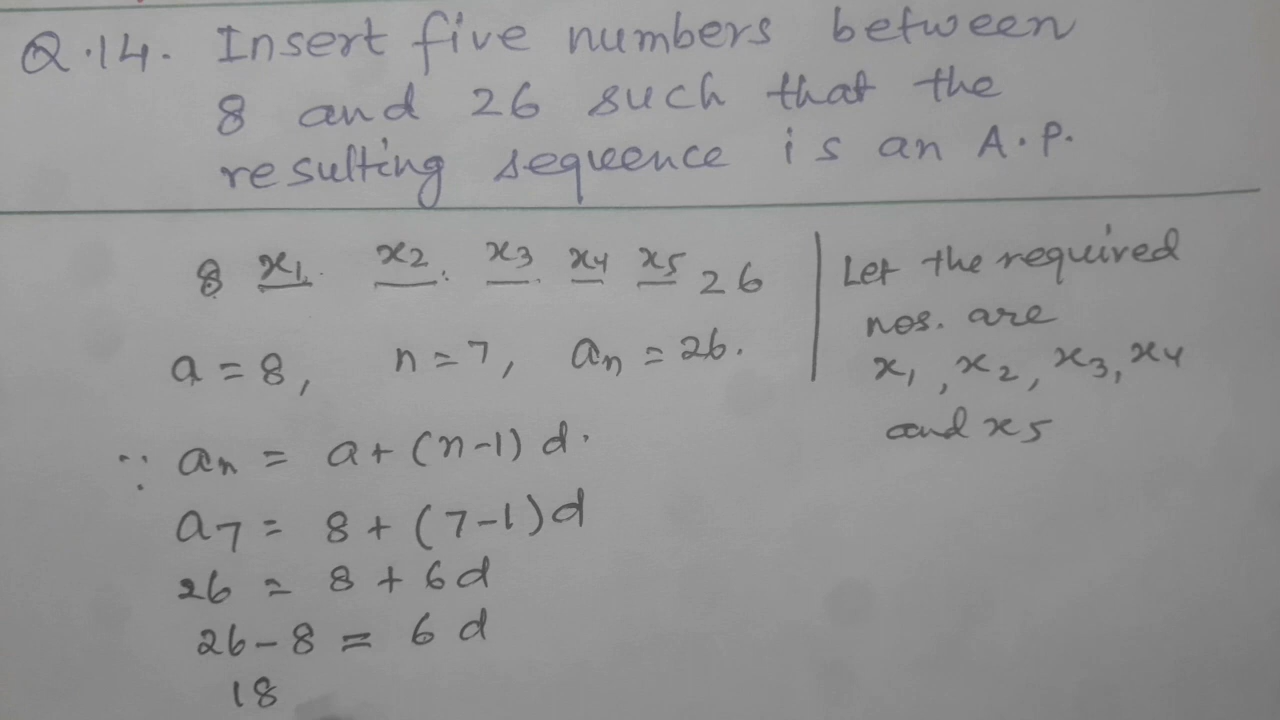 Q.14. Insert five numbers between
8 and 26 such that the
resulting sequence is an A.P.
8 x₁. x₂. x₃. x₄ x₅ 26
a = 8, n = 7, aₙ = 26.
∵ aₙ = a + (n-1) d.
a₇ = 8 + (7-1)d
26 = 8 + 6d
26-8 = 6d
18
Let the required
nos. are
x₁, x₂, x₃, x₄
and x₅